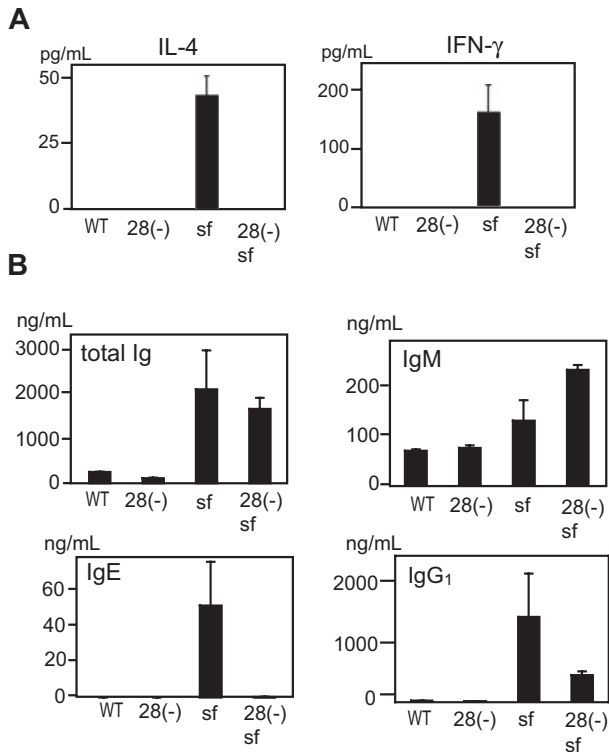 A
IL-4
pg/mL
50
25
0
WT 28(-) sf 28(-)
sf
IFN-γ
pg/mL
200
100
0
WT 28(-) sf 28(-)
sf
B
ng/mL
total Ig
3000
2000
1000
0
WT 28(-) sf 28(-)
sf
ng/mL
IgM
200
100
0
WT 28(-) sf 28(-)
sf
ng/mL
IgE
60
40
20
0
WT 28(-) sf 28(-)
sf
ng/mL
IgG₁
2000
1000
0
WT 28(-) sf 28(-)
sf